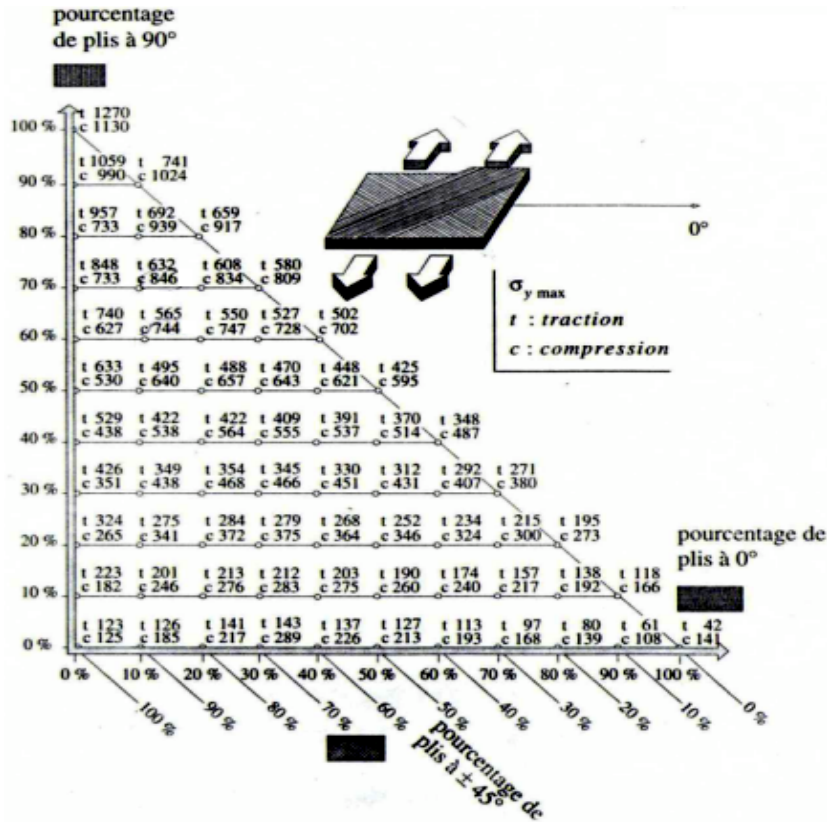 pourcentage
de plis à 90°
100 %
t 1270
c 1130
90 %
t 1059 t 741
c 990 c 1024
80 %
t 957 t 692 t 659
c 733 c 939 c 917
0°
70 %
t 848 t 632 t 608 t 580
c 733 c 846 c 834 c 809
σy max
t : traction
c : compression
60 %
t 740 t 565 t 550 t 527 t 502
c 627 c 744 c 747 c 728 c 702
50 %
t 633 t 495 t 488 t 470 t 448 t 425
c 530 c 640 c 657 c 643 c 621 c 595
40 %
t 529 t 422 t 422 t 409 t 391 t 370 t 348
c 438 c 538 c 564 c 555 c 537 c 514 c 487
30 %
t 426 t 349 t 354 t 345 t 330 t 312 t 292 t 271
c 351 c 438 c 468 c 466 c 451 c 431 c 407 c 380
20 %
t 324 t 275 t 284 t 279 t 268 t 252 t 234 t 215 t 195
c 265 c 341 c 372 c 375 c 364 c 346 c 324 c 300 c 273
pourcentage de
plis à 0°
10 %
t 223 t 201 t 213 t 212 t 203 t 190 t 174 t 157 t 138 t 118
c 182 c 246 c 276 c 283 c 275 c 260 c 240 c 217 c 192 c 166
0 %
t 123 t 126 t 141 t 143 t 137 t 127 t 113 t 97 t 80 t 61 t 42
c 125 c 185 c 217 c 289 c 226 c 213 c 193 c 168 c 139 c 108 c 141
0 % 10 % 20 % 30 % 40 % 50 % 60 % 70 % 80 % 90 % 100 %
100 % 90 % 80 % 70 % 60 % 50 % 40 % 30 % 20 % 10 % 0 %
pourcentage de
plis à ± 45°